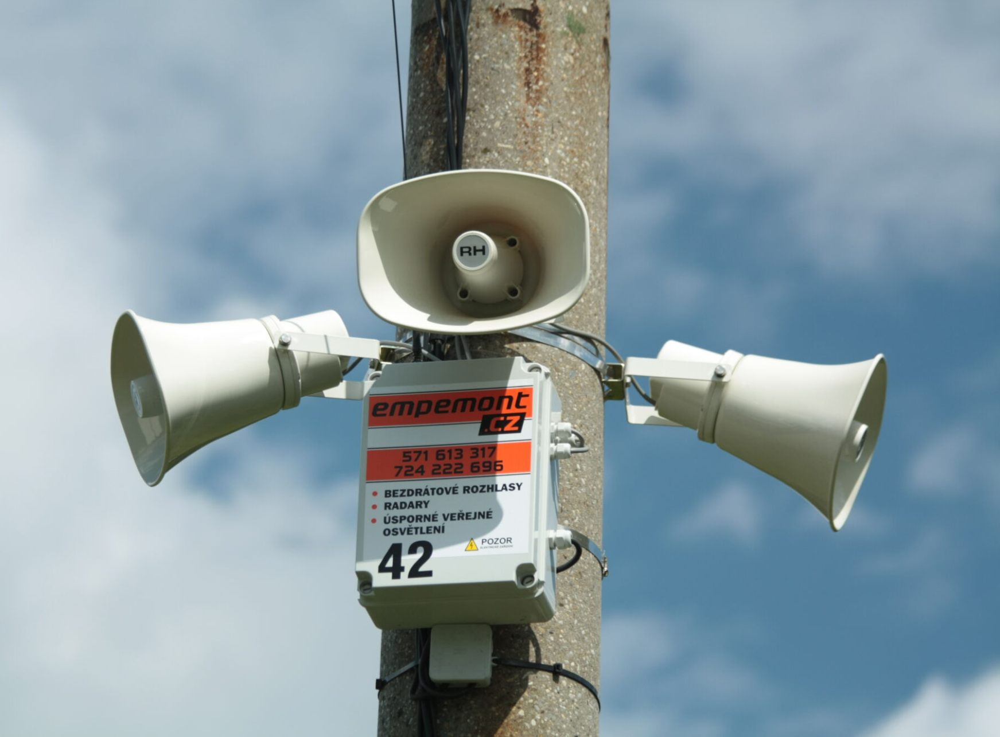 RH
empemont
.cz
571 613 317
724 222 696
BEZDRÁTOVÉ ROZHLASY
RADARY
ÚSPORNÉ VEŘEJNÉ
OSVĚTLENÍ
POZOR
42